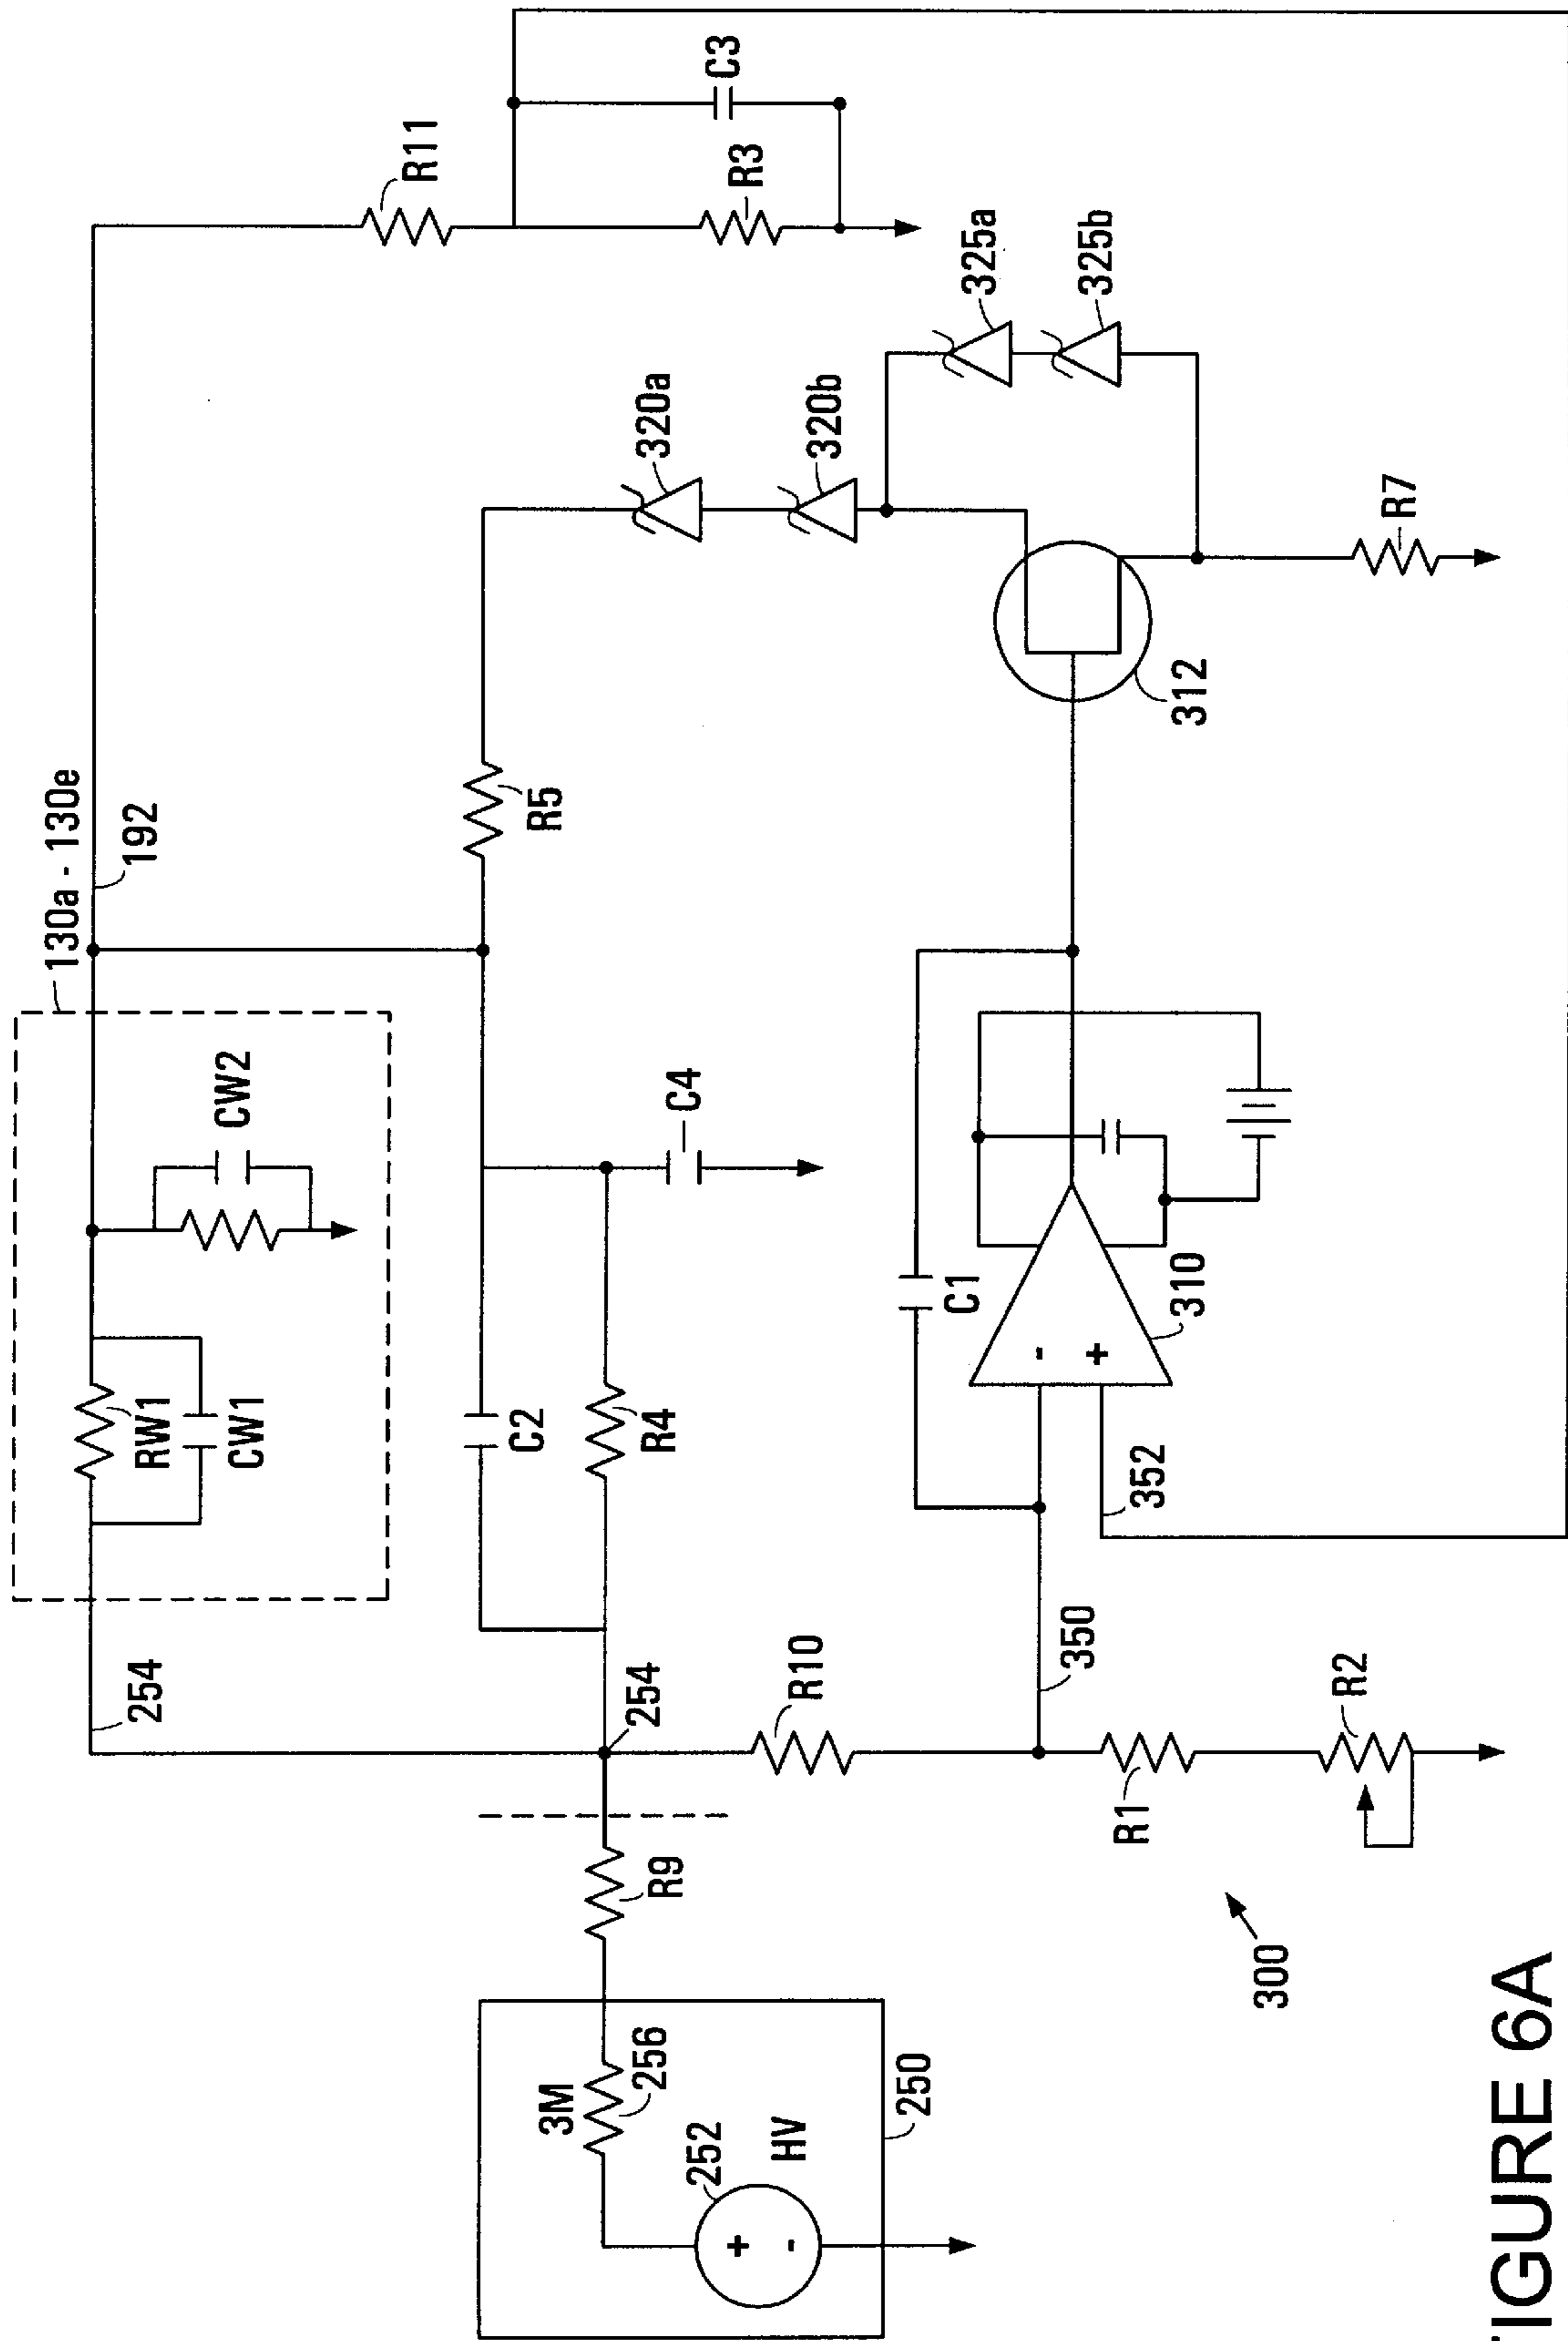 130a - 130e
192
254
RW1
CW1
CW2
R11
C3
R3
C2
R4
C4
R5
320a
320b
325a
325b
254
R9
3M
256
252
HV
+
-
250
R10
350
R1
R2
C1
-
+
310
352
312
R7
300
FIGURE 6A